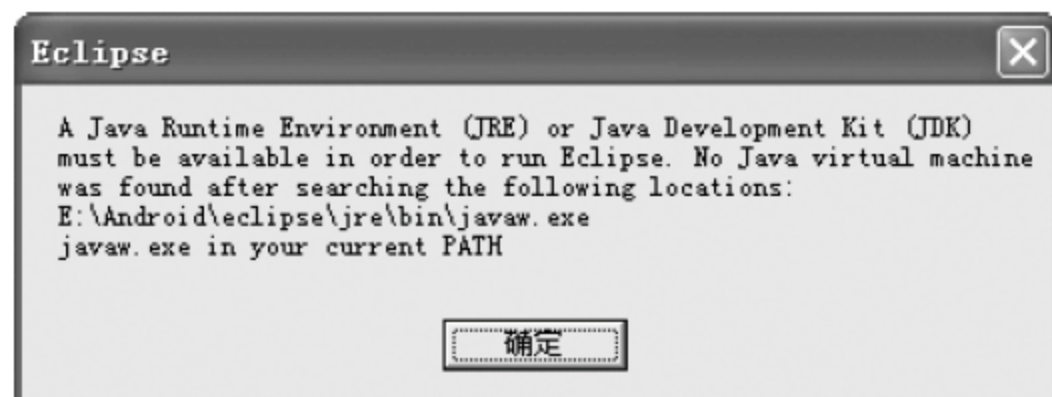 Eclipse
A Java Runtime Environment (JRE) or Java Development Kit (JDK)
must be available in order to run Eclipse. No Java virtual machine
was found after searching the following locations:
E:\Android\eclipse\jre\bin\javaw.exe
javaw.exe in your current PATH
确定